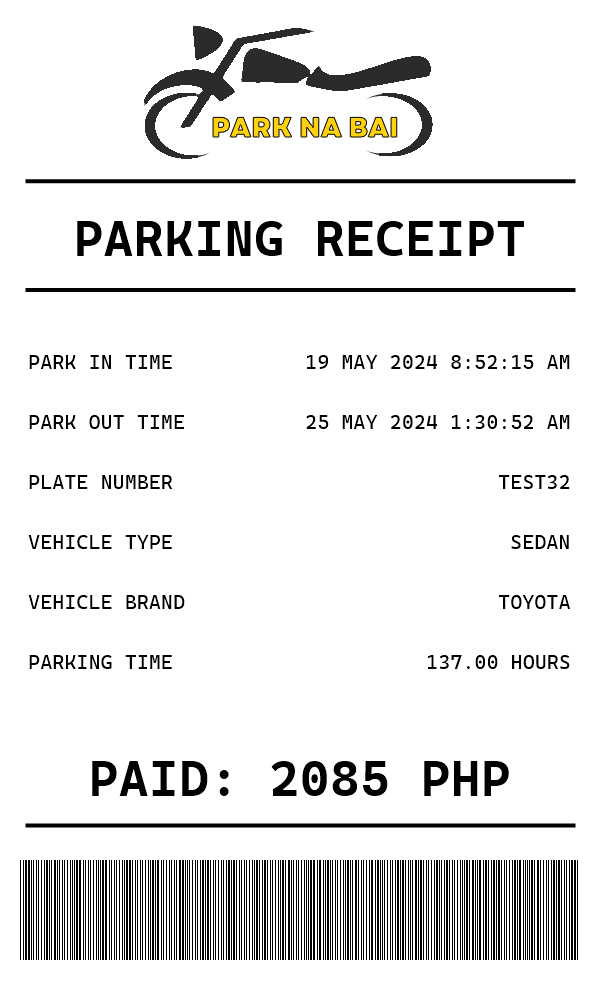 PARK NA BAI
PARKING RECEIPT
PARK IN TIME 19 MAY 2024 8:52:15 AM
PARK OUT TIME 25 MAY 2024 1:30:52 AM
PLATE NUMBER TEST32
VEHICLE TYPE SEDAN
VEHICLE BRAND TOYOTA
PARKING TIME 137.00 HOURS
PAID: 2085 PHP